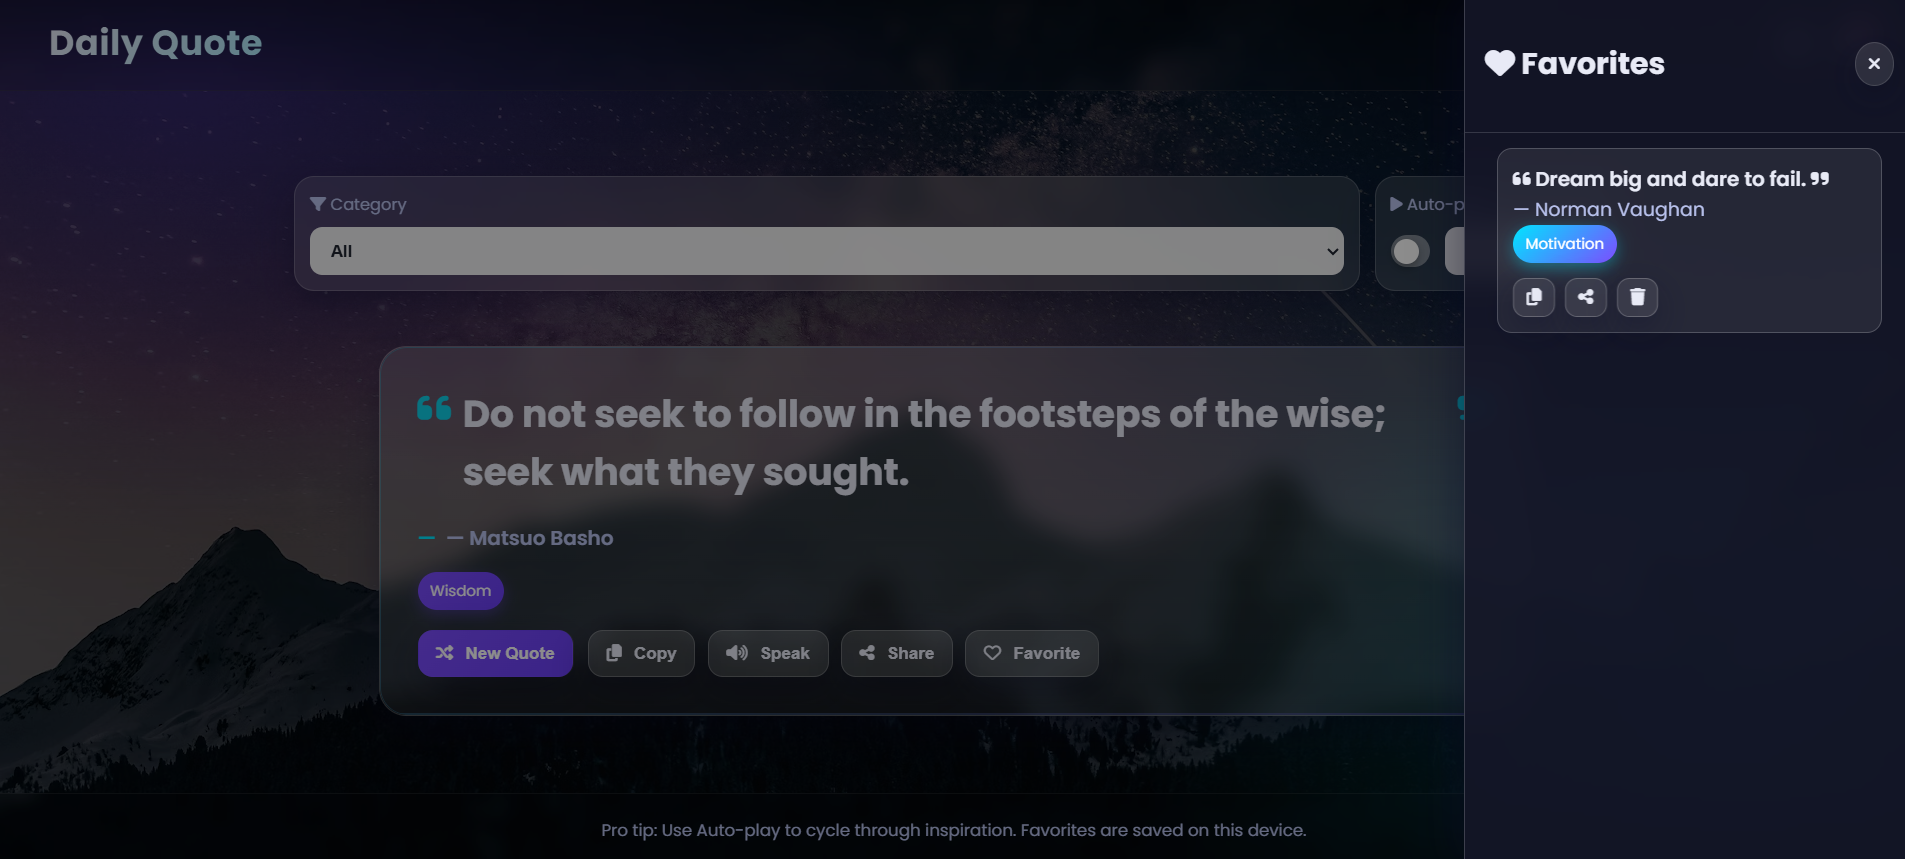 Daily Quote
Category
All
Auto-p
Do not seek to follow in the footsteps of the wise;
seek what they sought.
— — Matsuo Basho
Wisdom
New Quote
Copy
Speak
Share
Favorite
Pro tip: Use Auto-play to cycle through inspiration. Favorites are saved on this device.
Favorites
❝ Dream big and dare to fail. ❞
— Norman Vaughan
Motivation